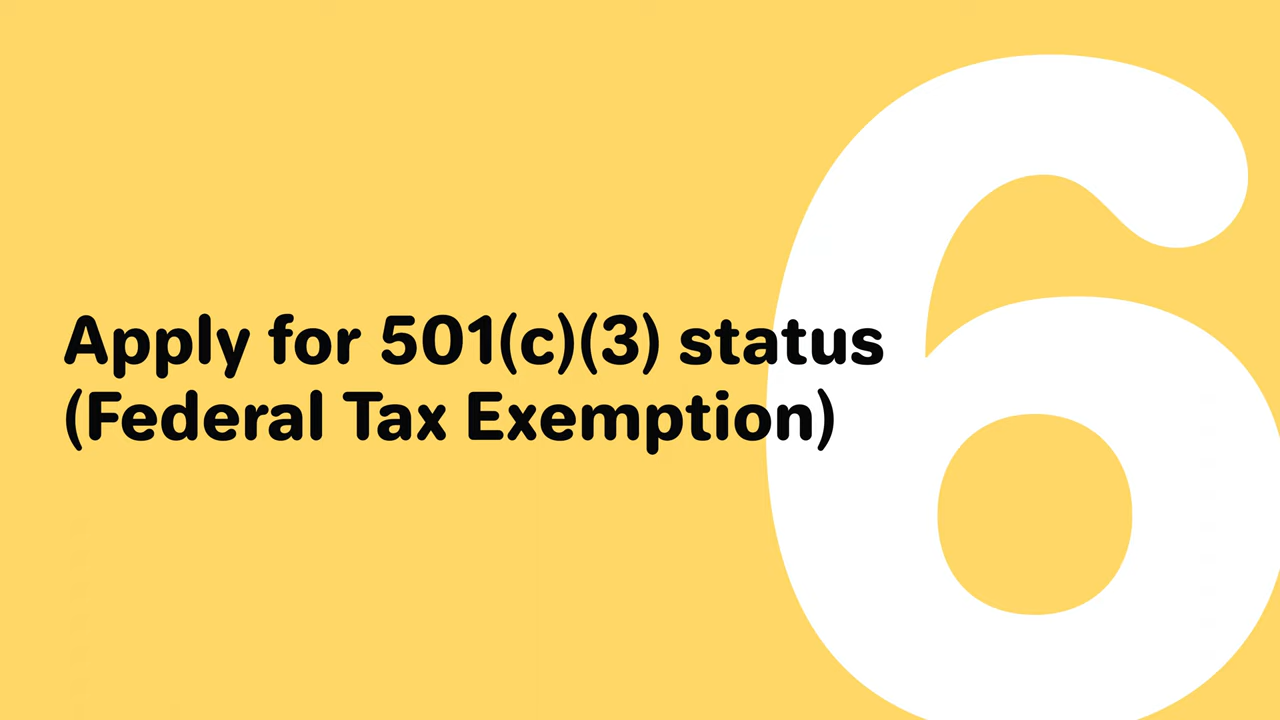 Apply for 501(c)(3) status
(Federal Tax Exemption)
6